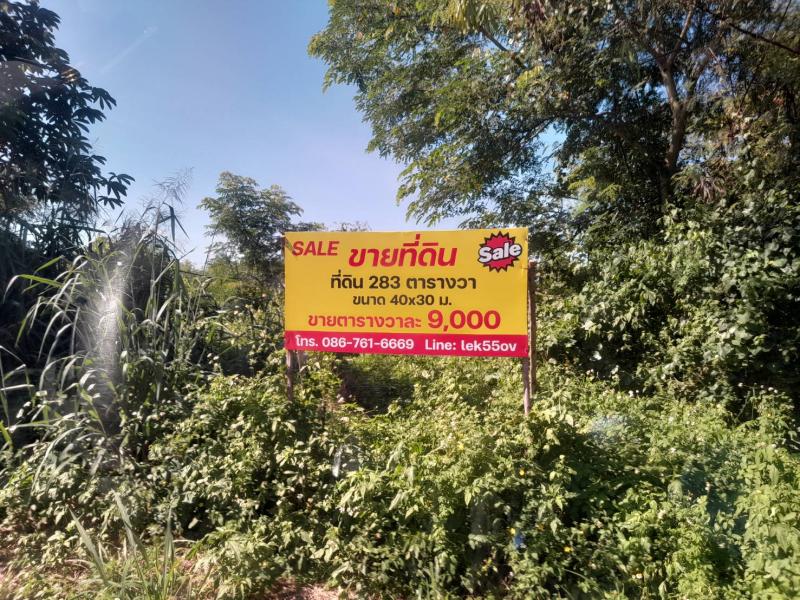 SALE ขายที่ดิน Sale
ที่ดิน 283 ตารางวา
ขนาด 40x30 ม.
ขายตารางวาละ 9,000
โทร. 086-761-6669 Line: lek55ov